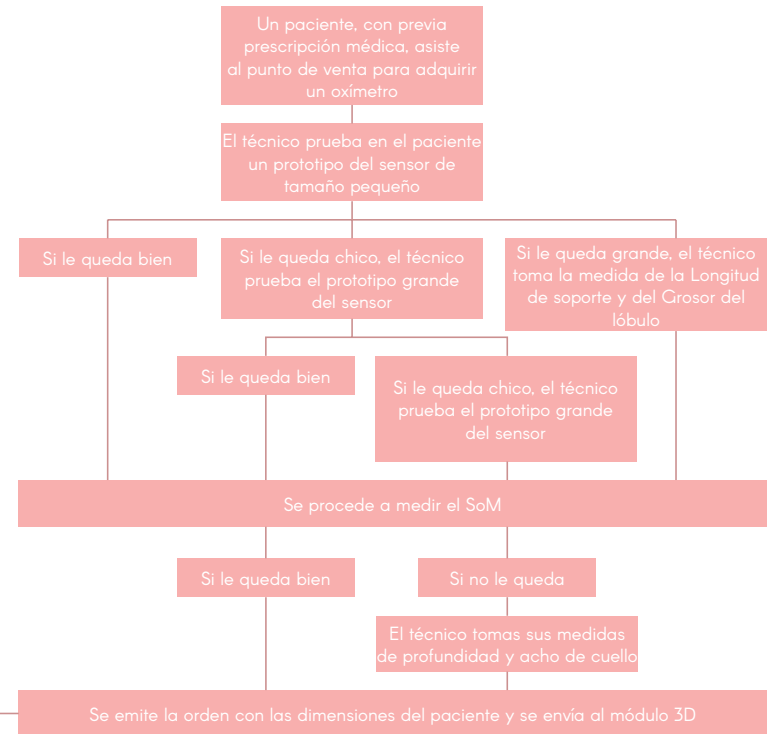 Un paciente, con previa
prescripción médica, asiste
al punto de venta para adquirir
un oxímetro
El técnico prueba en el paciente
un prototipo del sensor de
tamaño pequeño
Si le queda bien
Si le queda chico, el técnico
prueba el prototipo grande
del sensor
Si le queda grande, el técnico
toma la medida de la Longitud
de soporte y del Grosor del
lóbulo
Si le queda bien
Si le queda chico, el técnico
prueba el prototipo grande
del sensor
Se procede a medir el SoM
Si le queda bien
Si no le queda
El técnico tomas sus medidas
de profundidad y acho de cuello
Se emite la orden con las dimensiones del paciente y se envía al módulo 3D